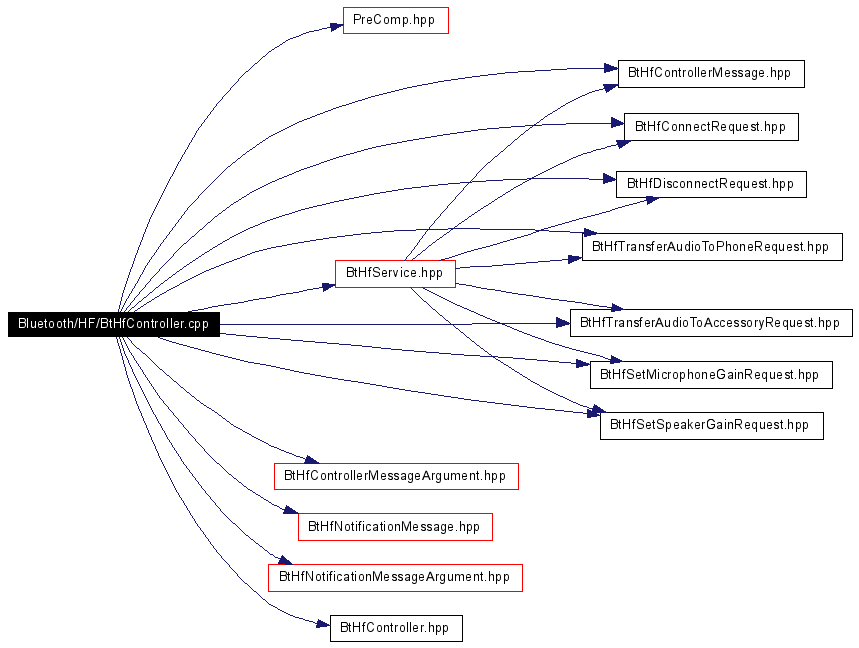 PreComp.hpp
BtHfControllerMessage.hpp
BtHfConnectRequest.hpp
BtHfDisconnectRequest.hpp
BtHfTransferAudioToPhoneRequest.hpp
BtHfService.hpp
Bluetooth/HF/BtHfController.cpp
BtHfTransferAudioToAccessoryRequest.hpp
BtHfSetMicrophoneGainRequest.hpp
BtHfSetSpeakerGainRequest.hpp
BtHfControllerMessageArgument.hpp
BtHfNotificationMessage.hpp
BtHfNotificationMessageArgument.hpp
BtHfController.hpp